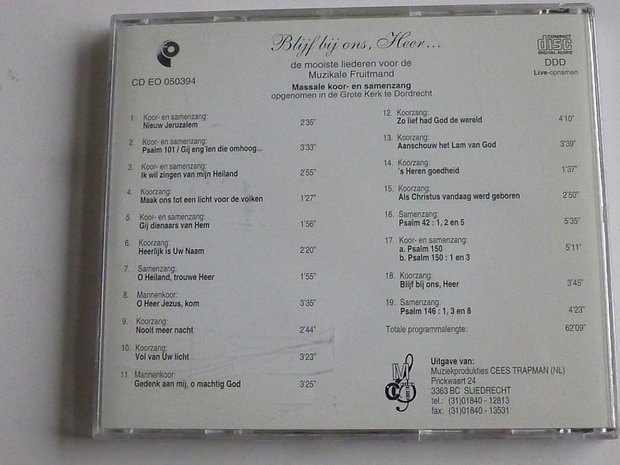 Blijf bij ons, Heer...
de mooiste liederen voor de
Muzikale Fruitmand
Massale koor- en samenzang
opgenomen in de Grote Kerk te Dordrecht
CD EO 050394
COMPACT
disc
DIGITAL AUDIO
DDD
Live-opnamen
1. Koor- en samenzang:
Nieuw Jeruzalem 2'35"
2. Koor- en samenzang:
Psalm 101 / Gij eng'len die omhoog... 3'33"
3. Koor- en samenzang:
Ik wil zingen van mijn Heiland 2'55"
4. Koorzang:
Maak ons tot een licht voor de volken 1'27"
5. Koor- en samenzang:
Gij dienaars van Hem 1'56"
6. Koorzang:
Heerlijk is Uw Naam 2'20"
7. Samenzang:
O Heiland, trouwe Heer 1'55"
8. Mannenkoor:
O Heer Jezus, kom 3'35"
9. Koorzang:
Nooit meer nacht 2'44"
10. Koorzang:
Vol van Uw licht 3'23"
11. Mannenkoor:
Gedenk aan mij, o machtig God 3'25"
12. Koorzang:
Zo lief had God de wereld 4'10"
13. Koorzang:
Aanschouw het Lam van God 3'39"
14. Koorzang:
's Heren goedheid 1'37"
15. Koorzang:
Als Christus vandaag werd geboren 2'50"
16. Samenzang:
Psalm 42 : 1, 2 en 5 5'35"
17. Koor- en samenzang:
a. Psalm 150
b. Psalm 150 : 1 en 3 5'11"
18. Koorzang:
Blijf bij ons, Heer 3'45"
19. Samenzang:
Psalm 146 : 1, 3 en 8 4'23"
Totale programmalengte: 62'09"
Uitgave van:
Muziekprodukties CEES TRAPMAN (NL)
Prickwaert 24
3363 BC SLIEDRECHT
tel.: (31)01840 - 12813
fax: (31)01840 - 13531